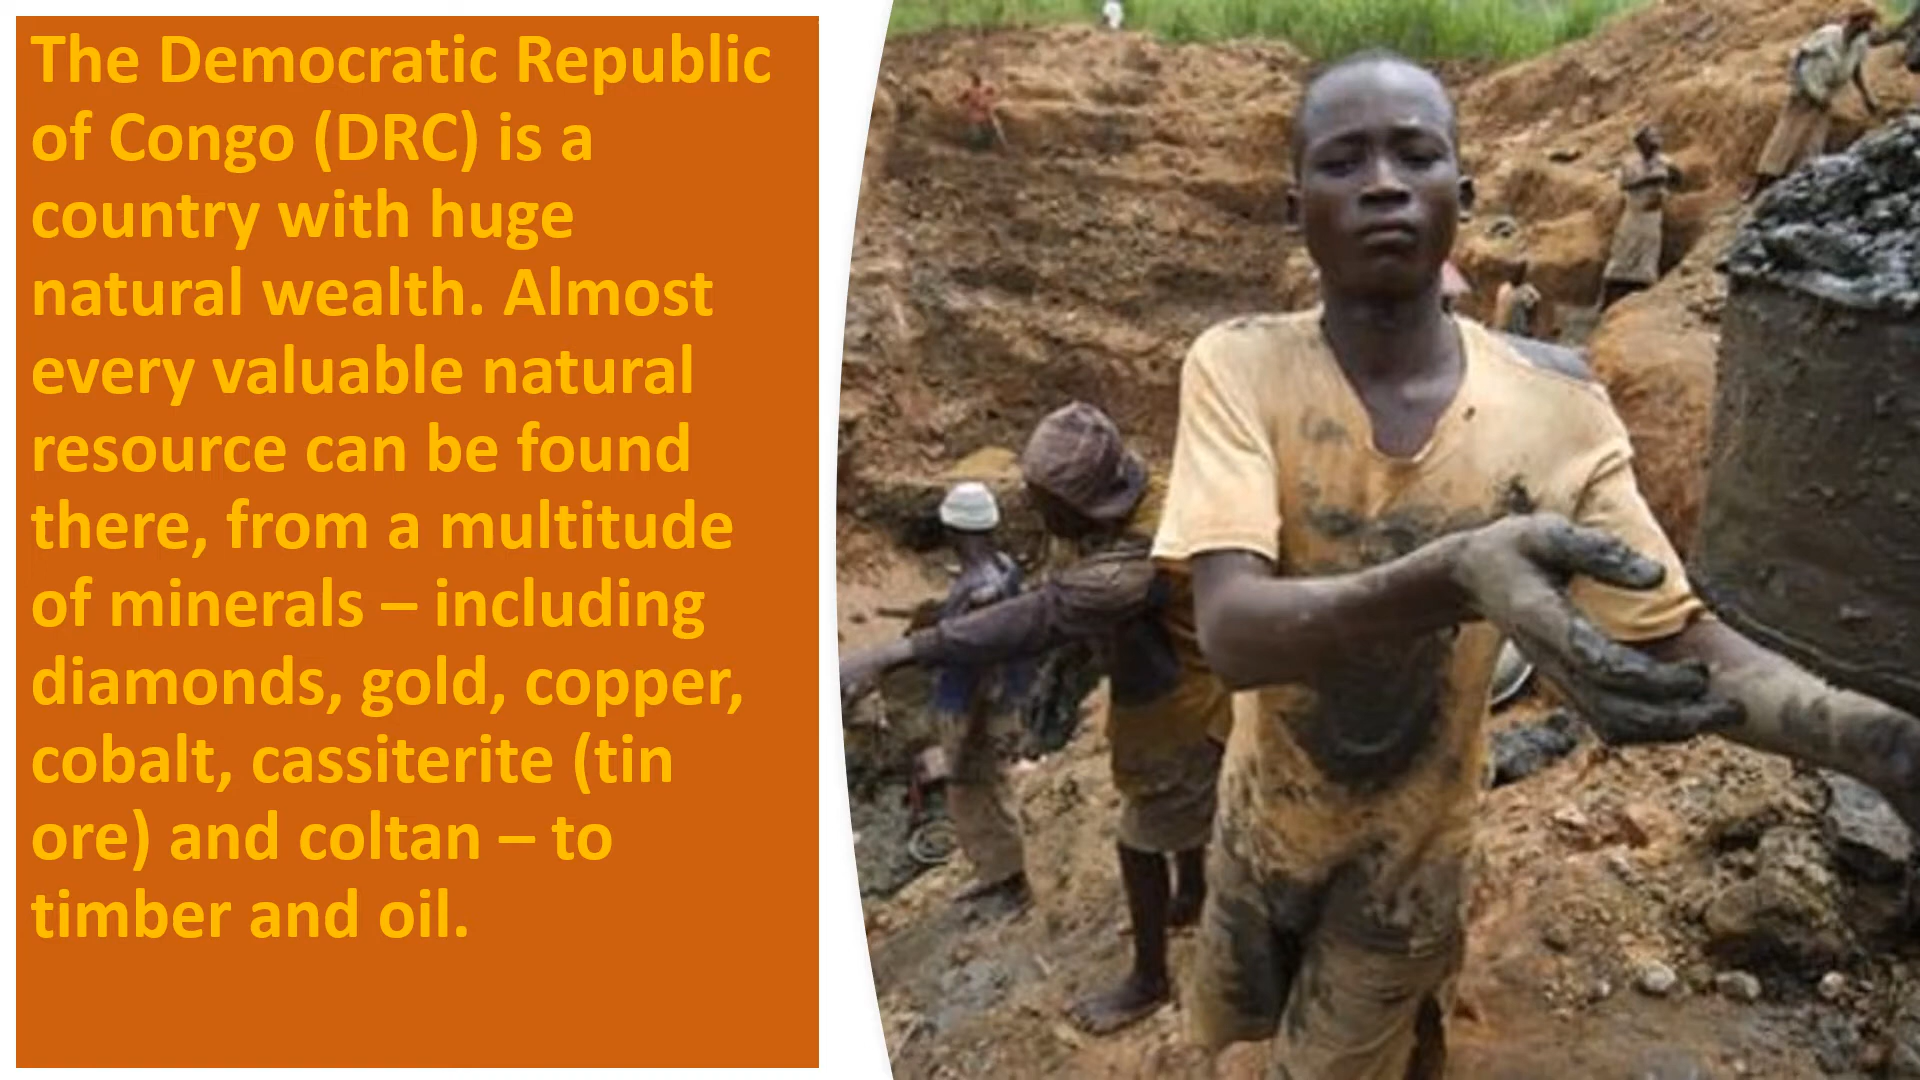 The Democratic Republic
of Congo (DRC) is a
country with huge
natural wealth. Almost
every valuable natural
resource can be found
there, from a multitude
of minerals – including
diamonds, gold, copper,
cobalt, cassiterite (tin
ore) and coltan – to
timber and oil.